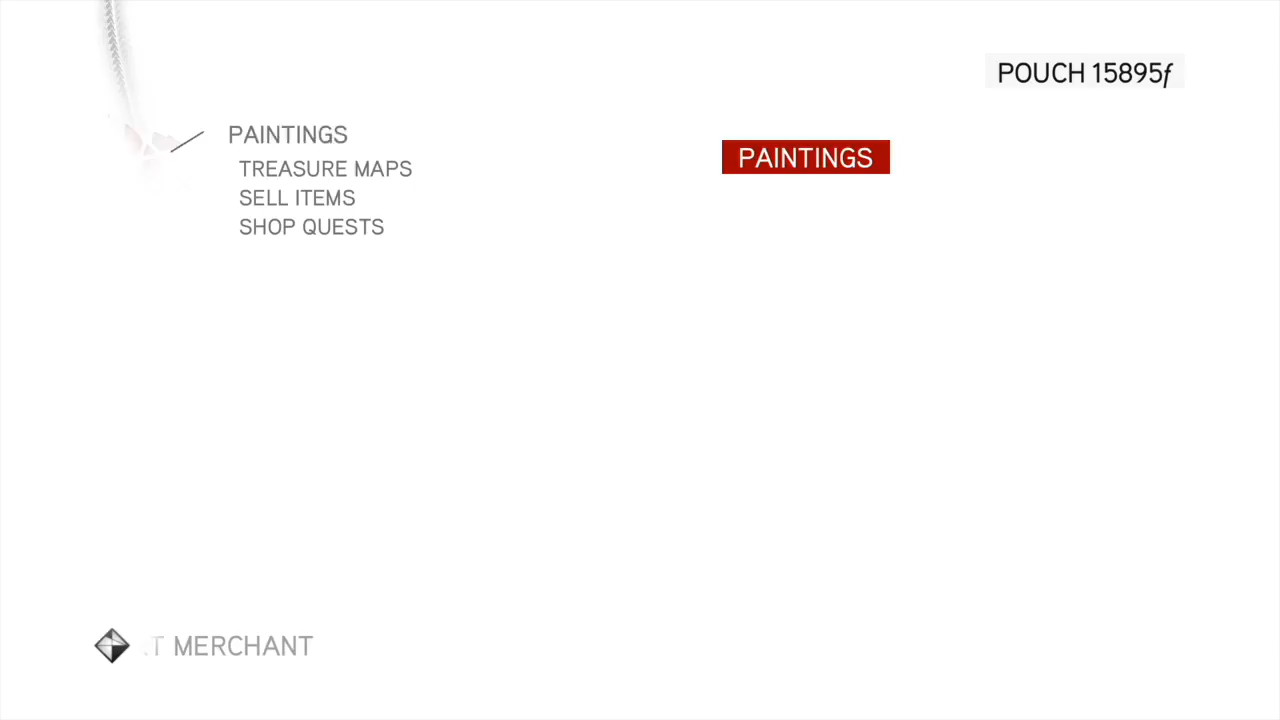 POUCH 15895ƒ
PAINTINGS
TREASURE MAPS
SELL ITEMS
SHOP QUESTS
PAINTINGS
MERCHANT